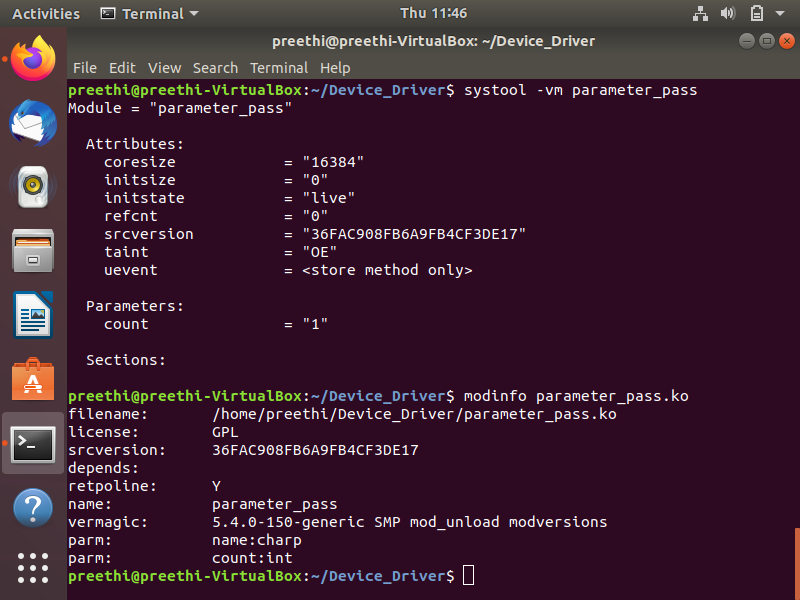 Activities Terminal Thu 11:46
preethi@preethi-VirtualBox: ~/Device_Driver
File Edit View Search Terminal Help
preethi@preethi-VirtualBox:~/Device_Driver$ systool -vm parameter_pass
Module = "parameter_pass"
Attributes:
coresize = "16384"
initsize = "0"
initstate = "live"
refcnt = "0"
srcversion = "36FAC908FB6A9FB4CF3DE17"
taint = "OE"
uevent = <store method only>
Parameters:
count = "1"
Sections:
preethi@preethi-VirtualBox:~/Device_Driver$ modinfo parameter_pass.ko
filename: /home/preethi/Device_Driver/parameter_pass.ko
license: GPL
srcversion: 36FAC908FB6A9FB4CF3DE17
depends:
retpoline: Y
name: parameter_pass
vermagic: 5.4.0-150-generic SMP mod_unload modversions
parm: name:charp
parm: count:int
preethi@preethi-VirtualBox:~/Device_Driver$